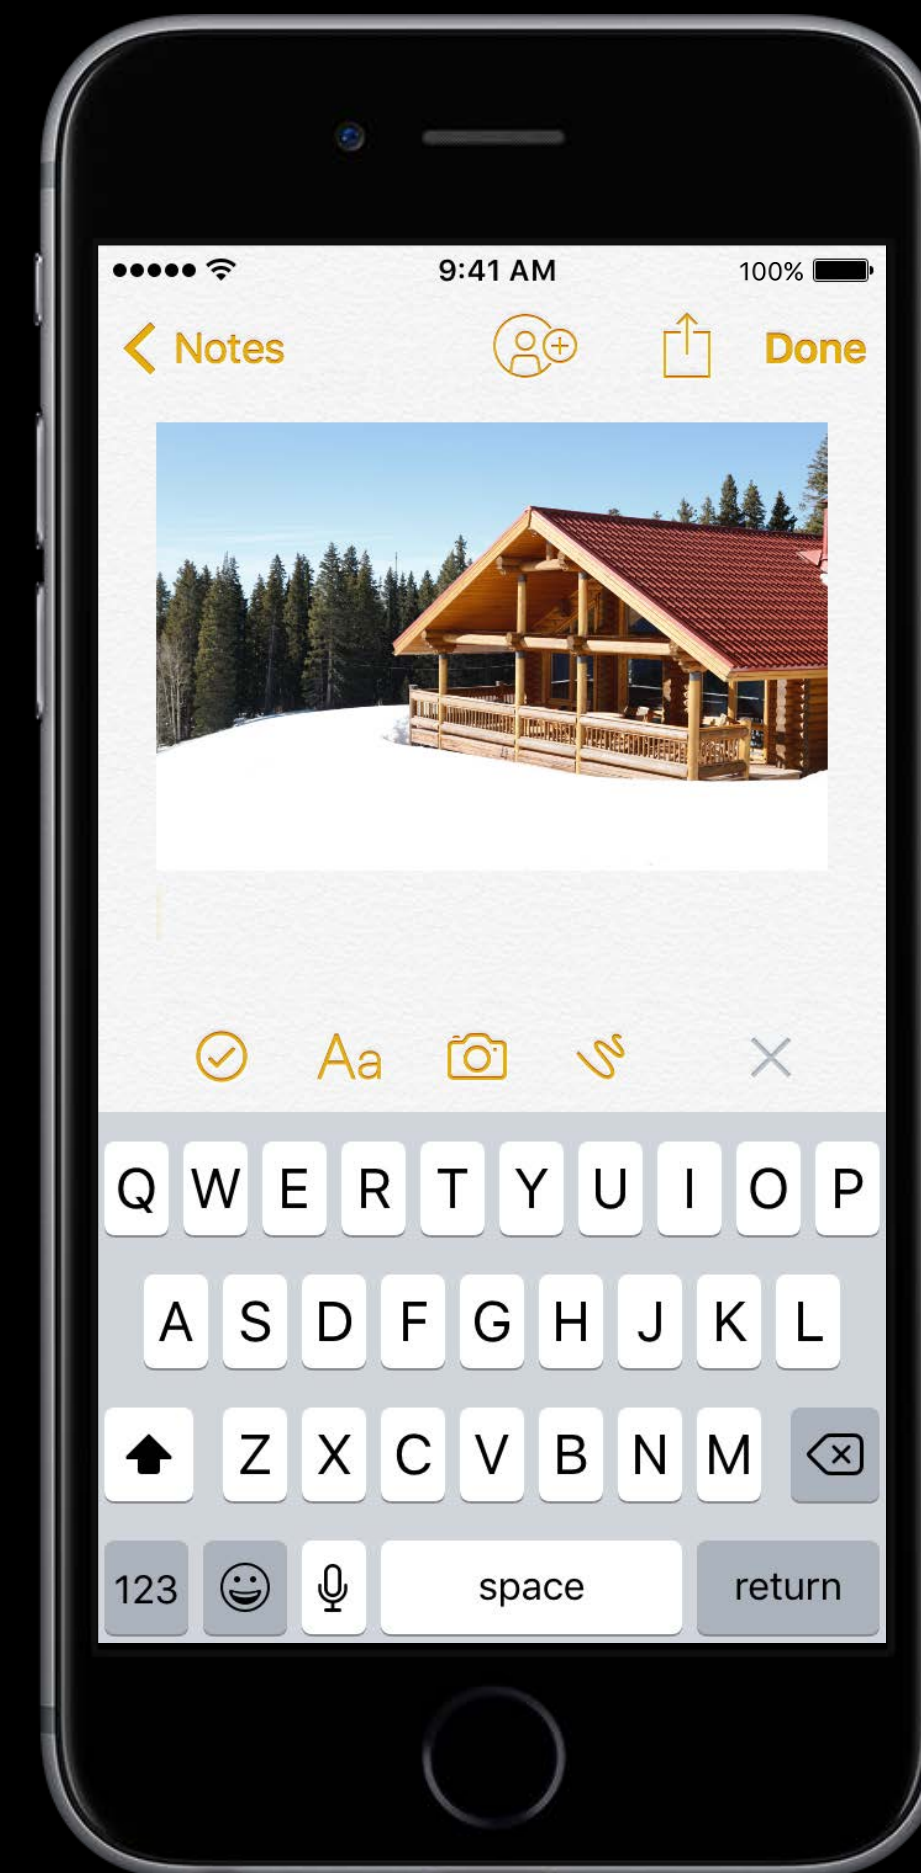 9:41 AM 100%
Notes Done
Aa
Q W E R T Y U I O P
A S D F G H J K L
Z X C V B N M
123 space return